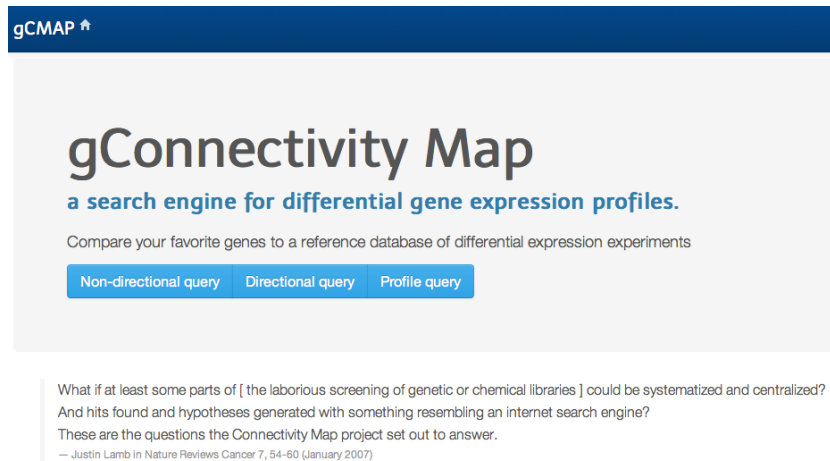 gCMAP
gConnectivity Map
a search engine for differential gene expression profiles.
Compare your favorite genes to a reference database of differential expression experiments
Non-directional query Directional query Profile query
What if at least some parts of [ the laborious screening of genetic or chemical libraries ] could be systematized and centralized?
And hits found and hypotheses generated with something resembling an internet search engine?
These are the questions the Connectivity Map project set out to answer.
— Justin Lamb in Nature Reviews Cancer 7, 54-60 (January 2007)